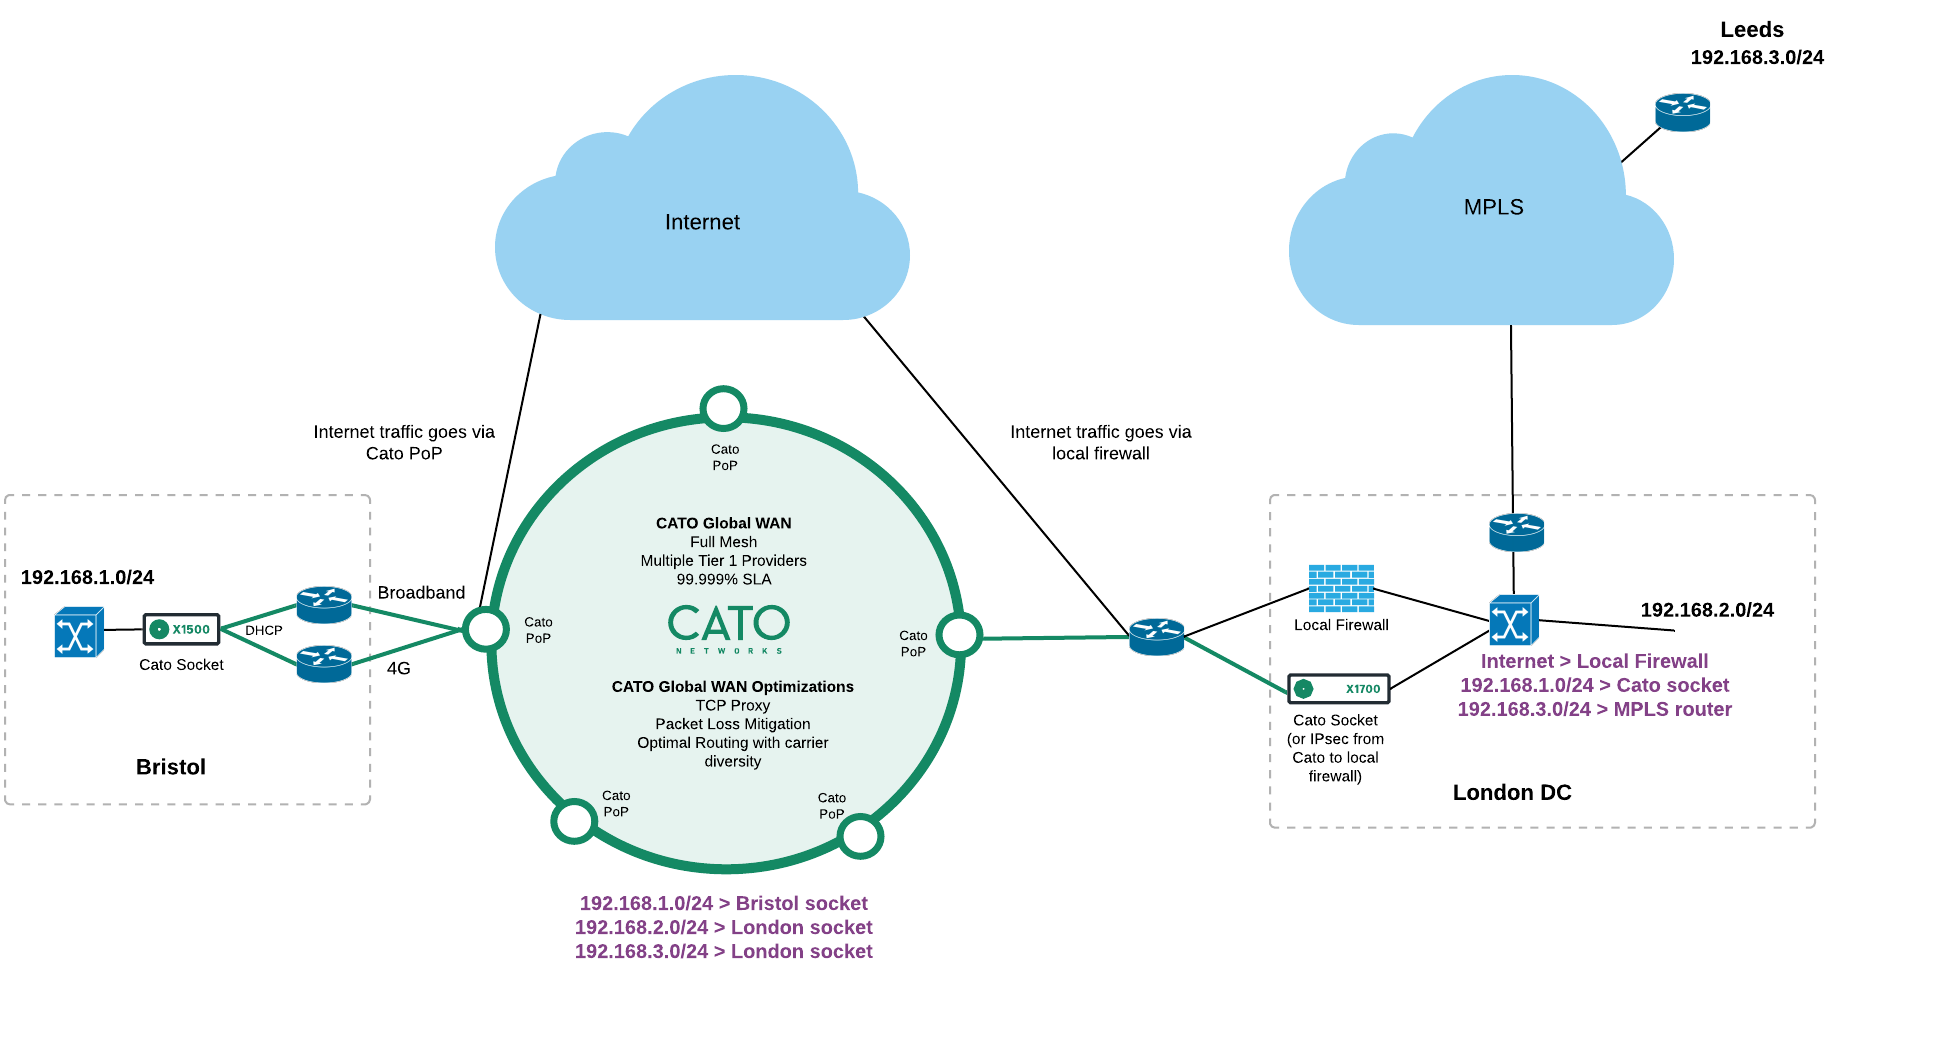 Leeds
192.168.3.0/24
Internet
MPLS
Internet traffic goes via
Cato PoP
Internet traffic goes via
local firewall
Cato
PoP
CATO Global WAN
Full Mesh
Multiple Tier 1 Providers
99.999% SLA
CATO
NETWORKS
CATO Global WAN Optimizations
TCP Proxy
Packet Loss Mitigation
Optimal Routing with carrier
diversity
192.168.1.0/24
X1500
Cato Socket
DHCP
Broadband
4G
Bristol
Cato
PoP
Cato
PoP
Cato
PoP
Cato
PoP
192.168.1.0/24 > Bristol socket
192.168.2.0/24 > London socket
192.168.3.0/24 > London socket
Local Firewall
X1700
Cato Socket
(or IPsec from
Cato to local
firewall)
192.168.2.0/24
Internet > Local Firewall
192.168.1.0/24 > Cato socket
192.168.3.0/24 > MPLS router
London DC